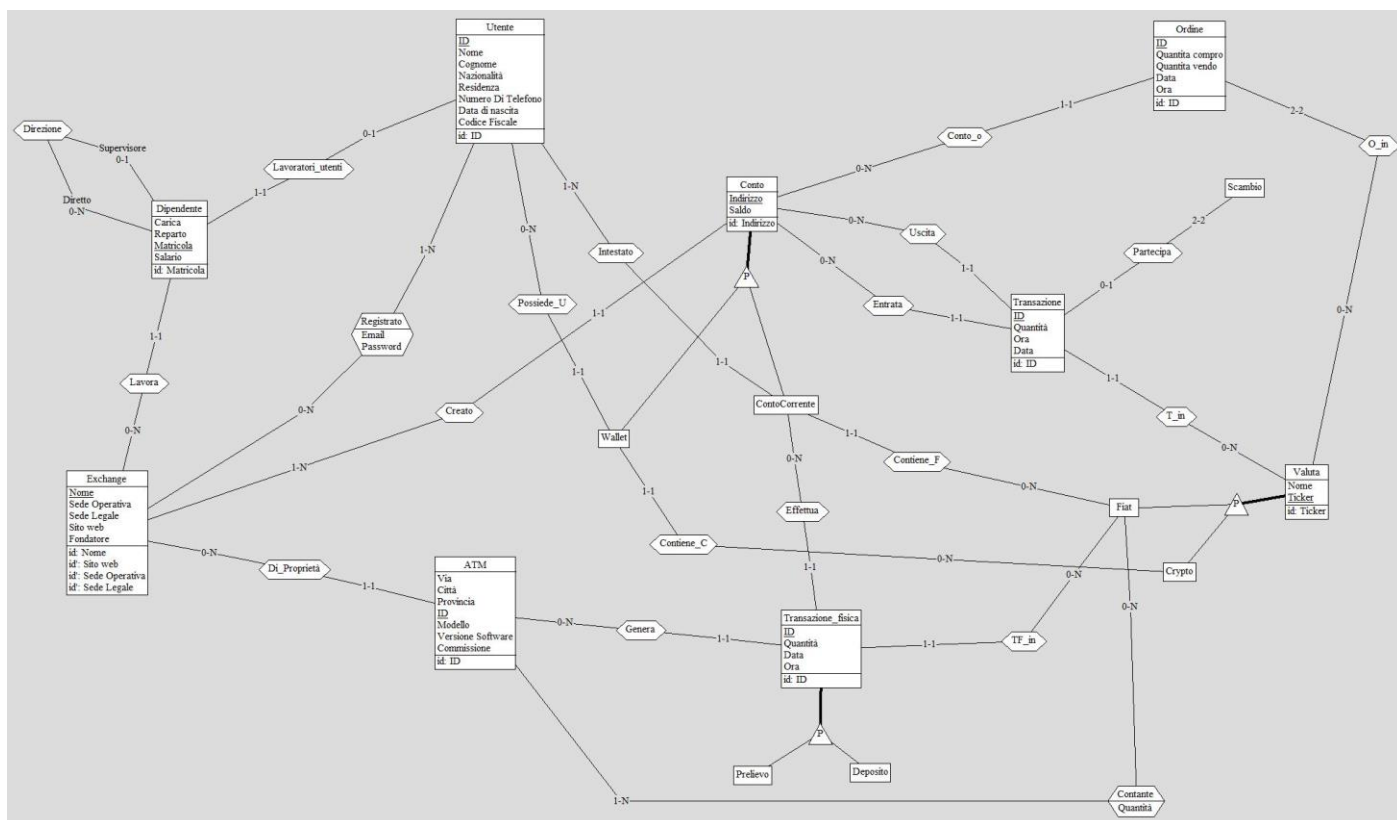 Utente
ID
Nome
Cognome
Nazionalità
Residenza
Numero Di Telefono
Data di nascita
Codice Fiscale
id: ID
Ordine
ID
Quantita compro
Quantita vendo
Data
Ora
id: ID
Direzione
Supervisore
0-1
Diretto
0-N
Lavoratori_utenti
0-1
1-1
Dipendente
Carica
Reparto
Matricola
Salario
id: Matricola
1-1
Lavora
0-N
1-N
Registrato
Email
Password
0-N
0-N
Possiede_U
1-1
1-N
Intestato
1-1
1-1
Conto_o
0-N
2-2
O_in
0-N
Conto
Indirizzo
Saldo
id: Indirizzo
P
0-N
Uscita
1-1
0-N
Entrata
1-1
Scambio
2-2
Partecipa
0-1
Transazione
ID
Quantità
Ora
Data
id: ID
1-1
T_in
0-N
1-1
Creato
1-N
Wallet
ContoCorrente
1-1
Contiene_F
0-N
1-1
Contiene_C
0-N
0-N
Effettua
1-1
Exchange
Nome
Sede Operativa
Sede Legale
Sito web
Fondatore
id: Nome
id': Sito web
id': Sede Operativa
id': Sede Legale
0-N
Di_Proprietà
1-1
Valuta
Nome
Ticker
id: Ticker
P
Fiat
Crypto
ATM
Via
Città
Provincia
ID
Modello
Versione Software
Commissione
id: ID
0-N
Genera
1-1
Transazione_fisica
ID
Quantità
Data
Ora
id: ID
1-1
TF_in
0-N
0-N
P
Prelievo
Deposito
1-N
Contante
Quantità